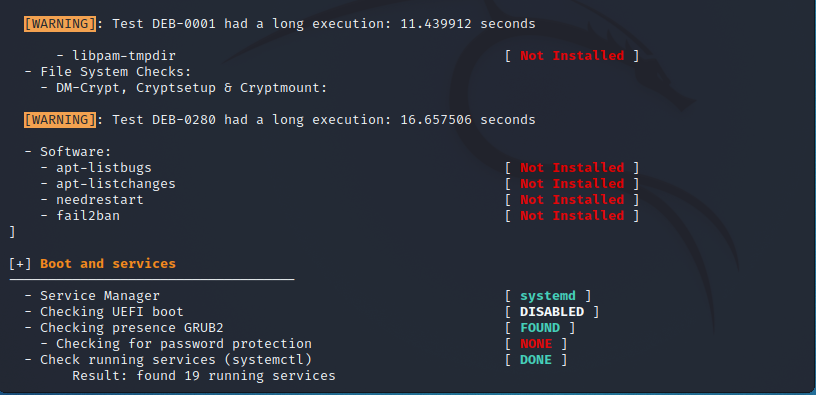 [WARNING]: Test DEB-0001 had a long execution: 11.439912 seconds
- libpam-tmpdir [ Not Installed ]
- File System Checks:
- DM-Crypt, Cryptsetup & Cryptmount:
[WARNING]: Test DEB-0280 had a long execution: 16.657506 seconds
- Software:
- apt-listbugs [ Not Installed ]
- apt-listchanges [ Not Installed ]
- needrestart [ Not Installed ]
- fail2ban [ Not Installed ]
]
[+] Boot and services
------------------------------------
- Service Manager [ systemd ]
- Checking UEFI boot [ DISABLED ]
- Checking presence GRUB2 [ FOUND ]
- Checking for password protection [ NONE ]
- Check running services (systemctl) [ DONE ]
Result: found 19 running services